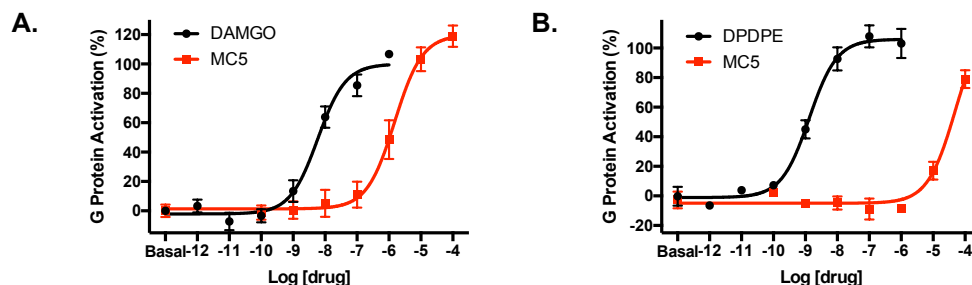 A.
DAMGO
MC5
G Protein Activation (%)
120
100
80
60
40
20
0
Basal -12 -11 -10 -9 -8 -7 -6 -5 -4
Log [drug]
B.
DPDPE
MC5
G Protein Activation (%)
120
100
80
60
40
20
0
-20
Basal -12 -11 -10 -9 -8 -7 -6 -5 -4
Log [drug]